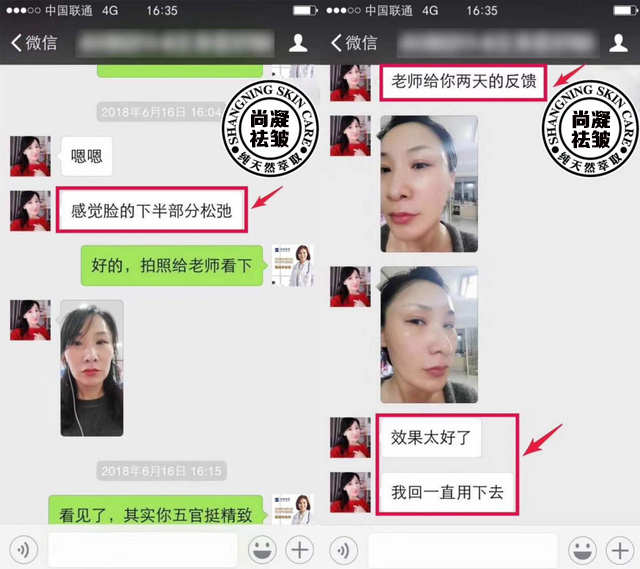 中国联通 4G 16:35
微信
2018年6月16日 16:04
嗯嗯
感觉脸的下半部分松弛
好的，拍照给老师看下
2018年6月16日 16:15
看见了，其实你五官挺精致
SHANGNING SKIN CARE
尚凝
祛皱
纯天然萃取
中国联通 4G 16:35
微信
老师给你两天的反馈
SHANGNING SKIN CARE
尚凝
祛皱
纯天然萃取
效果太好了
我回一直用下去